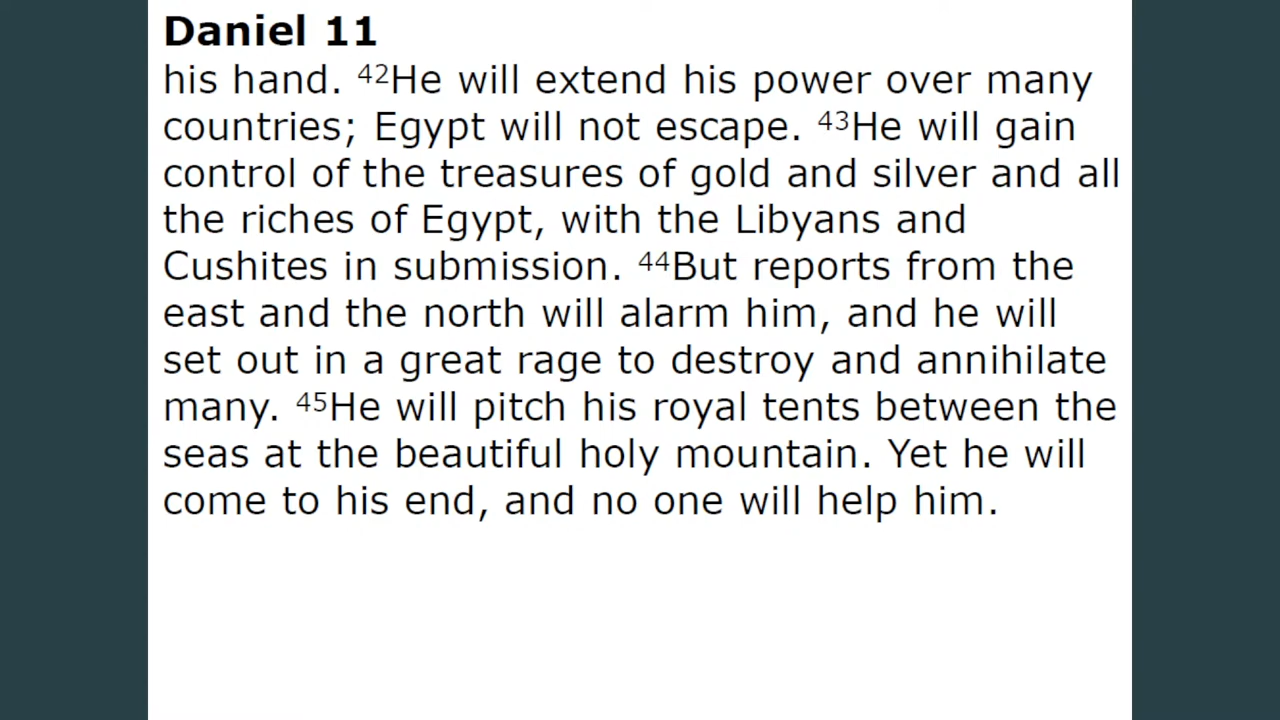 Daniel 11
his hand. 42He will extend his power over many
countries; Egypt will not escape. 43He will gain
control of the treasures of gold and silver and all
the riches of Egypt, with the Libyans and
Cushites in submission. 44But reports from the
east and the north will alarm him, and he will
set out in a great rage to destroy and annihilate
many. 45He will pitch his royal tents between the
seas at the beautiful holy mountain. Yet he will
come to his end, and no one will help him.